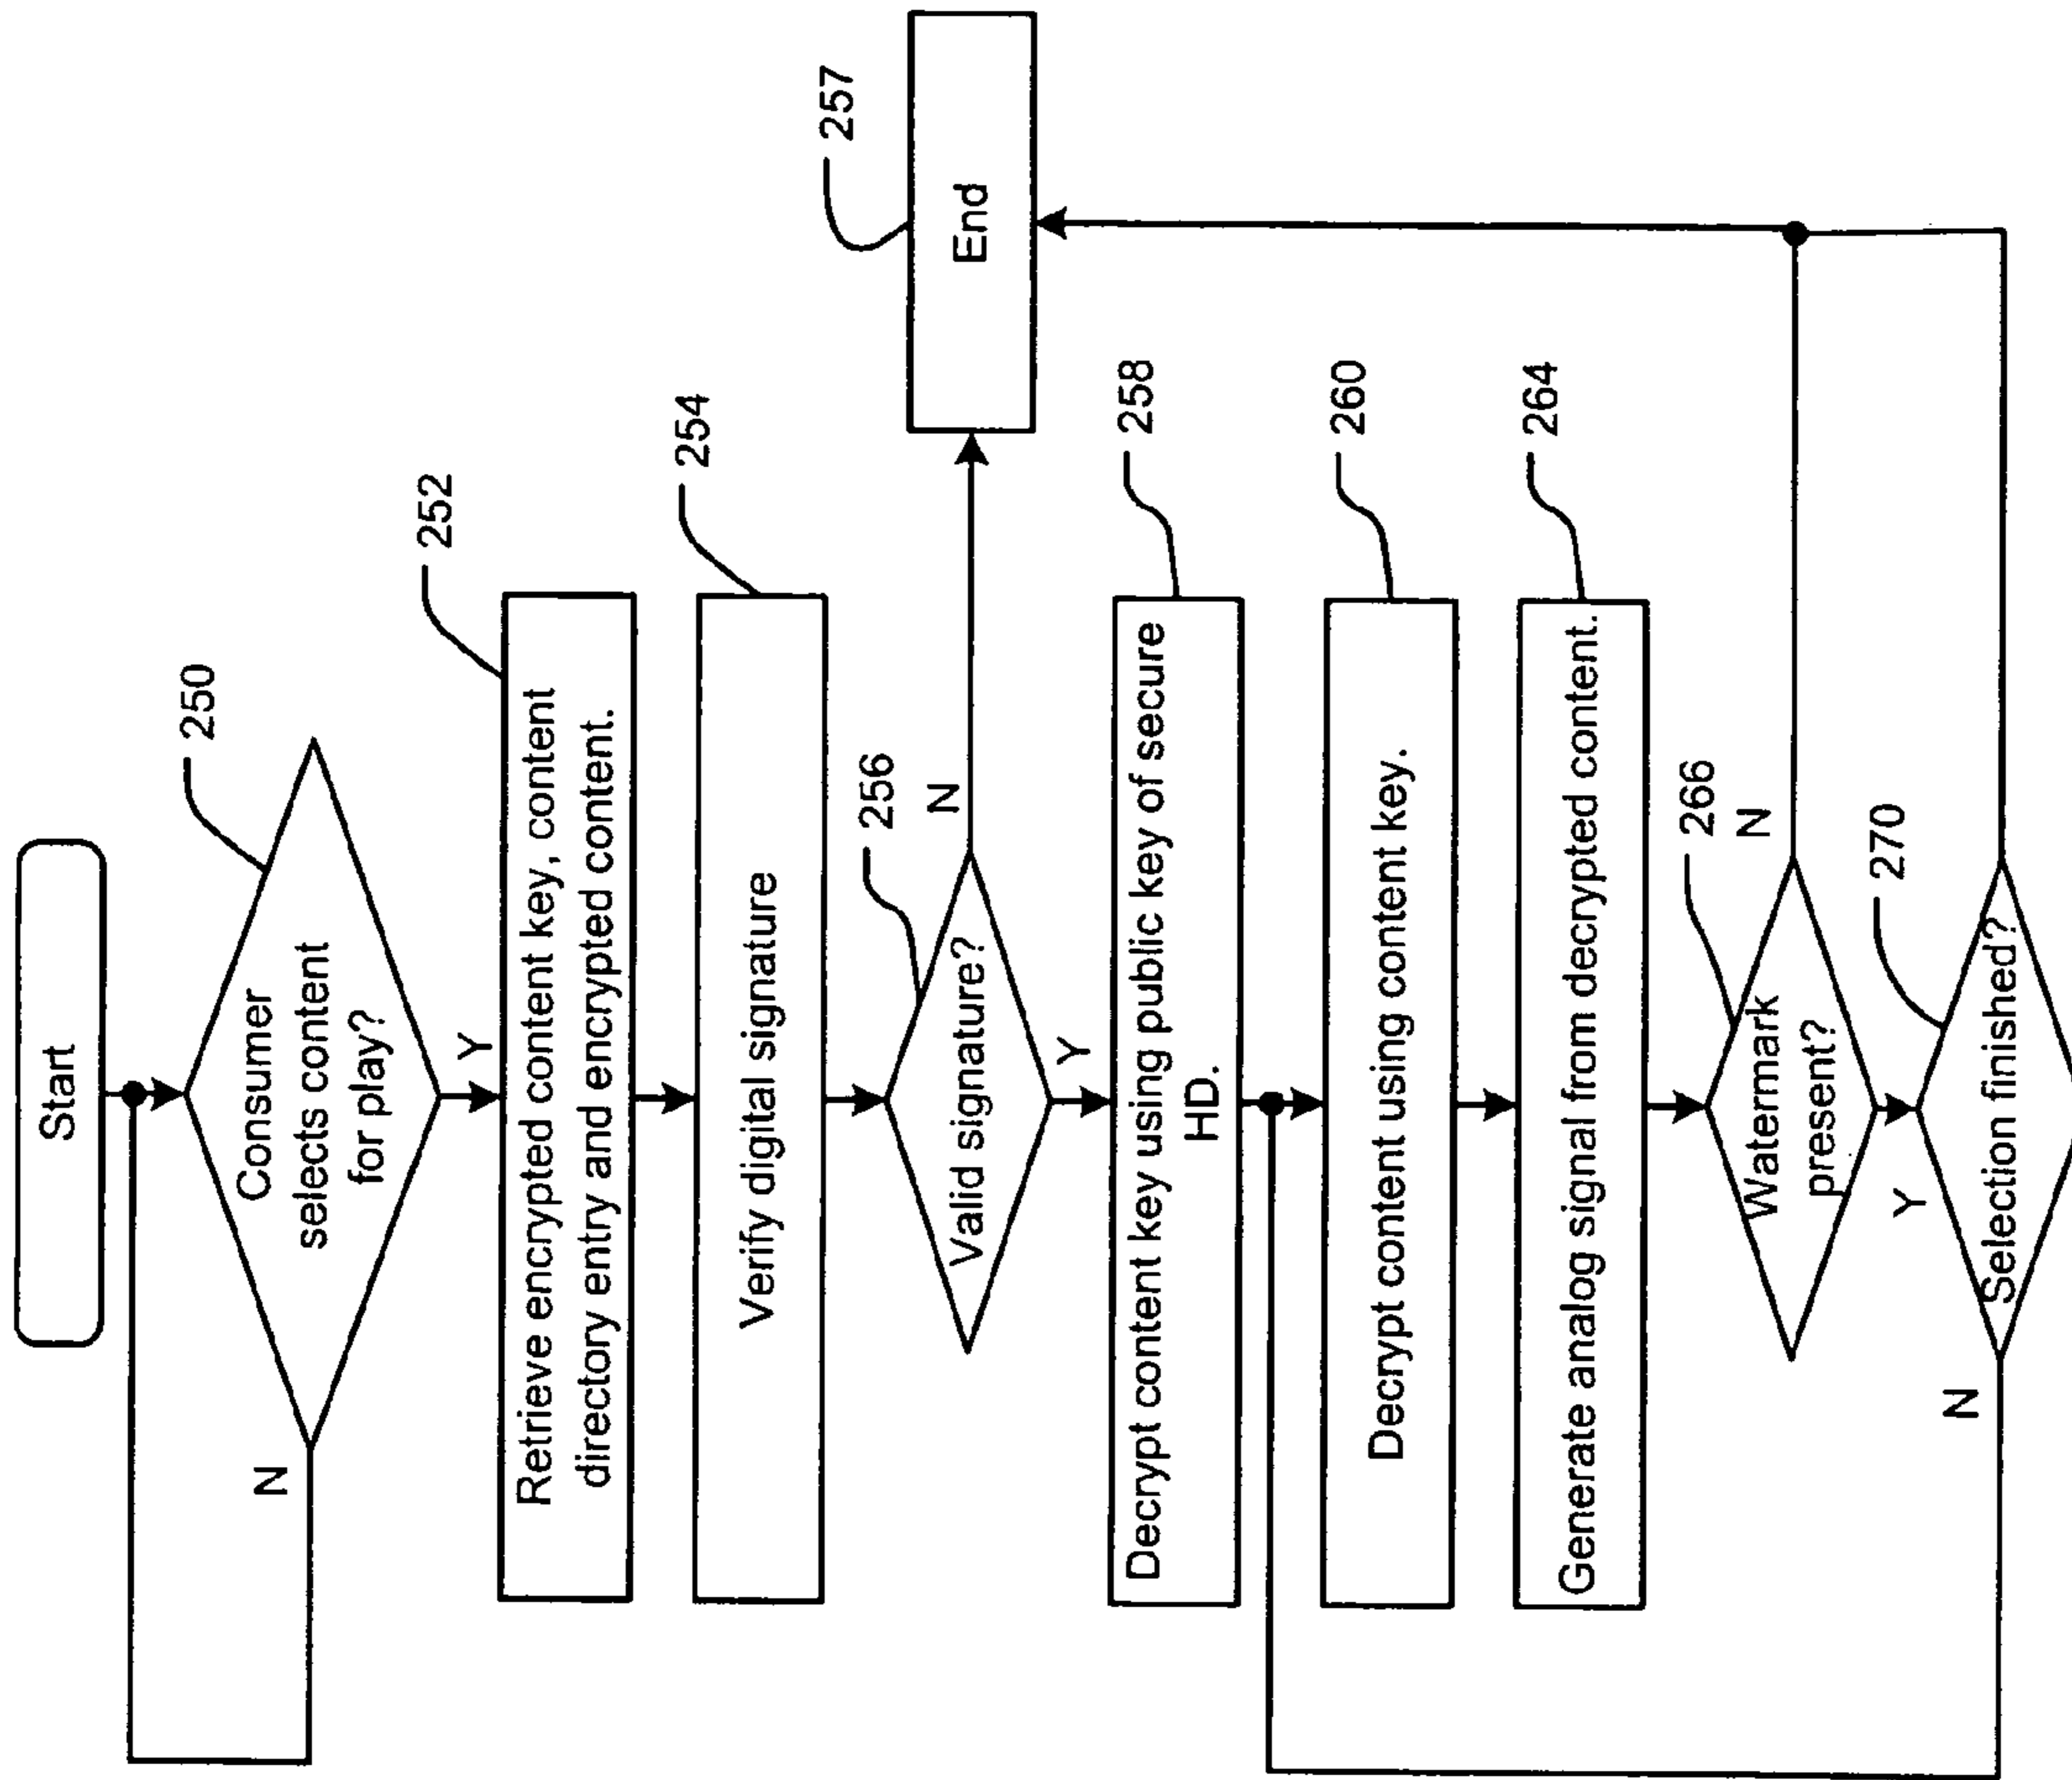 Start
250
Consumer
selects content
for play?
N
Y
252
Retrieve encrypted content key, content
directory entry and encrypted content.
254
Verify digital signature
256
Valid signature?
N
257
End
Y
258
Decrypt content key using public key of secure
HD.
260
Decrypt content using content key.
264
Generate analog signal from decrypted content.
266
Watermark
present?
N
Y
270
Selection finished?
N